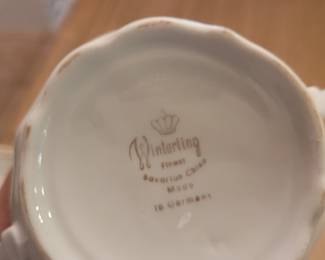 Winterling
Finest
Bavarian China
Made
in Germany